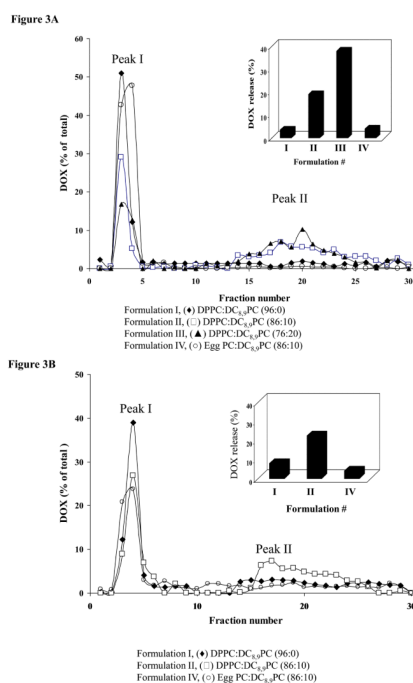 Figure 3A
60
50
40
30
20
10
0
DOX (% of total)
Peak I
Peak II
0 5 10 15 20 25 30
Fraction number
40
30
20
10
0
DOX release (%)
I II III IV
Formulation #
Formulation I, (♦) DPPC:DC8,9PC (96:0)
Formulation II, (□) DPPC:DC8,9PC (86:10)
Formulation III, (▲) DPPC:DC8,9PC (76:20)
Formulation IV, (○) Egg PC:DC8,9PC (86:10)
Figure 3B
50
40
30
20
10
0
DOX (% of total )
Peak I
Peak II
0 10 20 30
Fraction number
40
30
20
10
0
DOX release (%)
I II IV
Formulation #
Formulation I, (♦) DPPC:DC8,9PC (96:0)
Formulation II, (□) DPPC:DC8,9PC (86:10)
Formulation IV, (○) Egg PC:DC8,9PC (86:10)